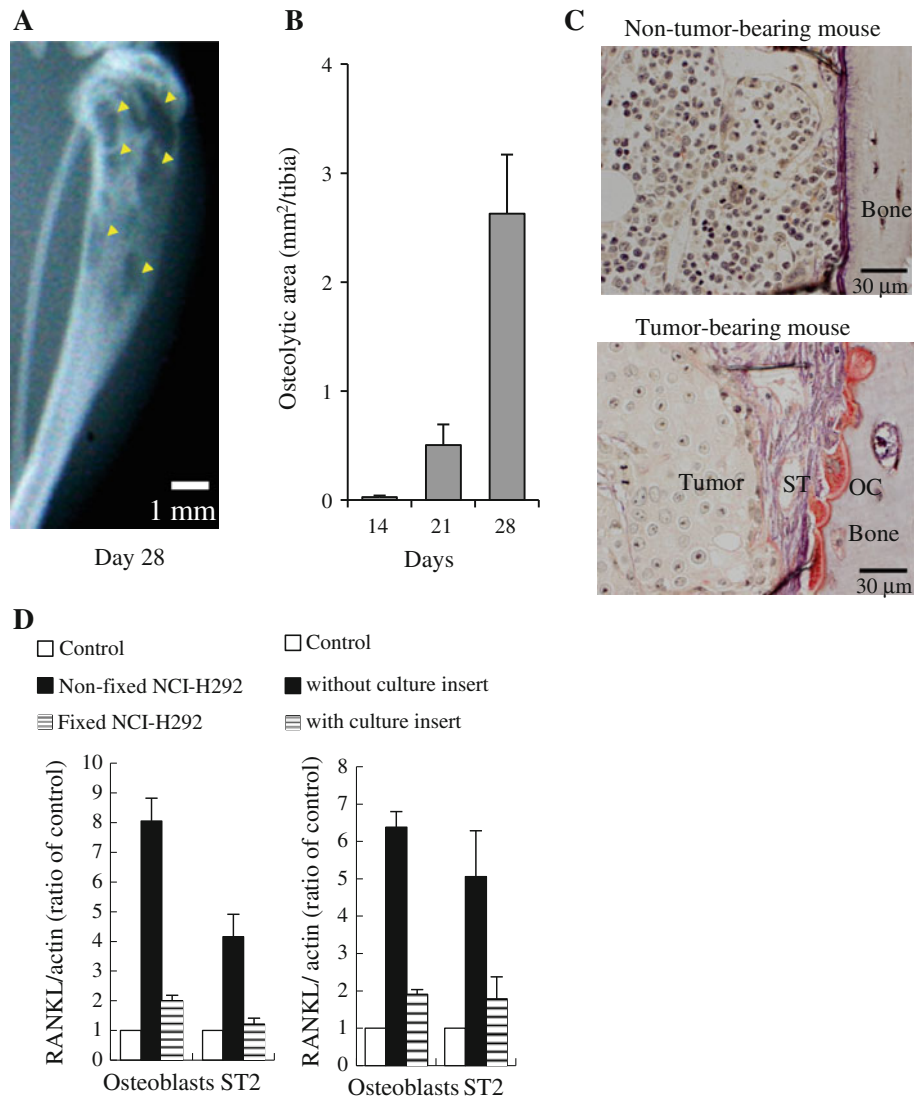 A
1 mm
Day 28
B
Osteolytic area (mm²/tibia)
4
3
2
1
0
14 21 28
Days
C
Non-tumor-bearing mouse
Bone
30 µm
Tumor-bearing mouse
Tumor ST OC
Bone
30 µm
D
Control
Non-fixed NCI-H292
Fixed NCI-H292
Control
without culture insert
with culture insert
RANKL/actin (ratio of control)
10
9
8
7
6
5
4
3
2
1
0
Osteoblasts ST2
RANKL/ actin (ratio of control)
8
7
6
5
4
3
2
1
0
Osteoblasts ST2